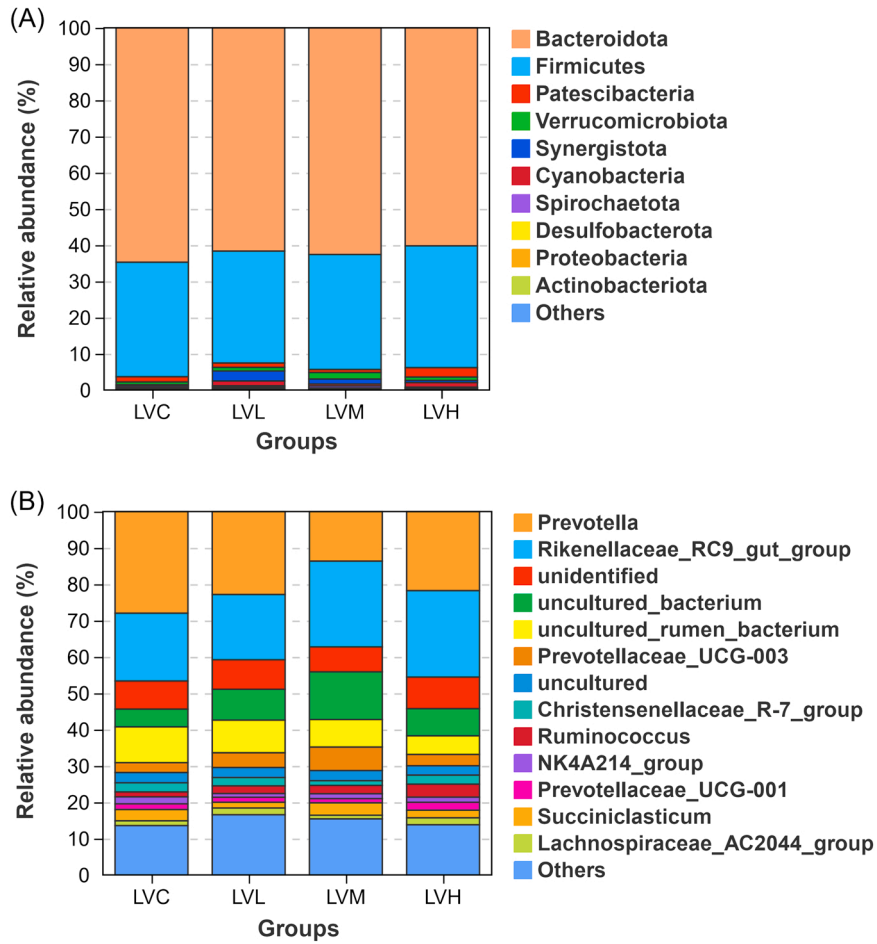 (A)
Relative abundance (%)
100
90
80
70
60
50
40
30
20
10
0
LVC
LVL
LVM
LVH
Groups
Bacteroidota
Firmicutes
Patescibacteria
Verrucomicrobiota
Synergistota
Cyanobacteria
Spirochaetota
Desulfobacterota
Proteobacteria
Actinobacteriota
Others
(B)
Relative abundance (%)
100
90
80
70
60
50
40
30
20
10
0
LVC
LVL
LVM
LVH
Groups
Prevotella
Rikenellaceae_RC9_gut_group
unidentified
uncultured_bacterium
uncultured_rumen_bacterium
Prevotellaceae_UCG-003
uncultured
Christensenellaceae_R-7_group
Ruminococcus
NK4A214_group
Prevotellaceae_UCG-001
Succiniclasticum
Lachnospiraceae_AC2044_group
Others